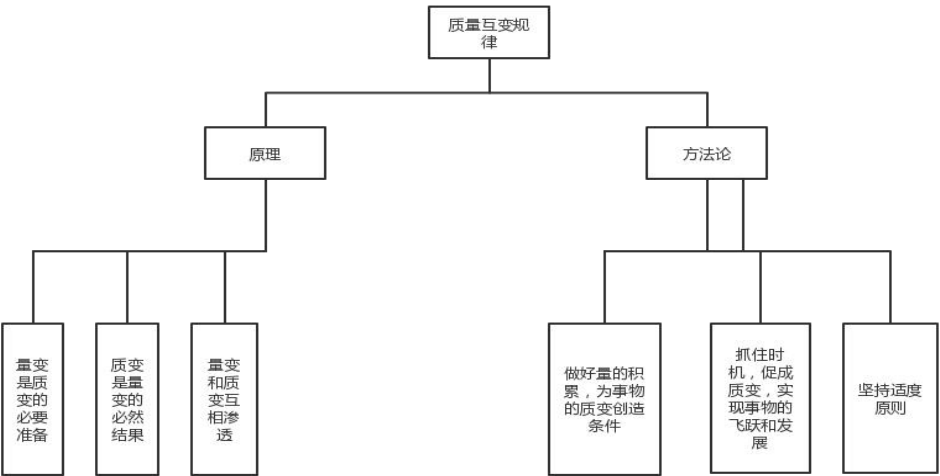 质量互变规
律
原理
方法论
量变
是质
变的
必要
准备
质变
是量
变的
必然
结果
量变
和质
变互
相渗
透
做好量的积
累，为事物
的质变创造
条件
抓住时
机，促成
质变，实
现事物的
飞跃和发
展
坚持适度
原则